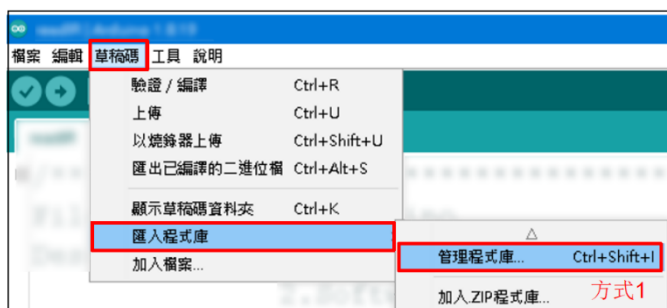 檔案 編輯 草稿碼 工具 說明
驗證 / 編譯 Ctrl+R
上傳 Ctrl+U
以燒錄器上傳 Ctrl+Shift+U
匯出已編譯的二進位檔 Ctrl+Alt+S
顯示草稿碼資料夾 Ctrl+K
匯入程式庫
加入檔案...
管理程式庫... Ctrl+Shift+I
加入.ZIP程式庫...
方式1